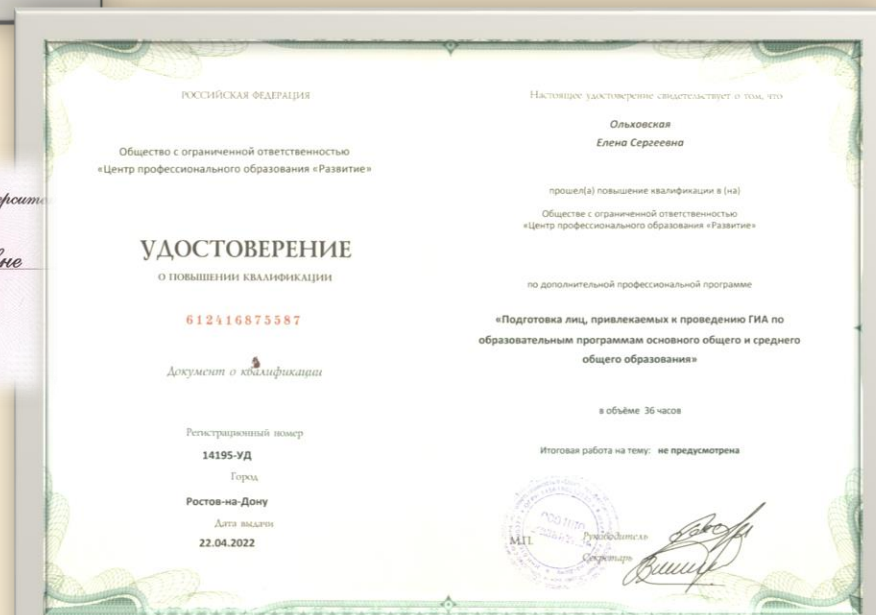 не
РОССИЙСКАЯ ФЕДЕРАЦИЯ
Общество с ограниченной ответственностью
«Центр профессионального образования «Развитие»
УДОСТОВЕРЕНИЕ
О ПОВЫШЕНИИ КВАЛИФИКАЦИИ
612416875587
Документ о квалификации
Регистрационный номер
14195-УД
Город
Ростов-на-Дону
Дата выдачи
22.04.2022
Настоящее удостоверение свидетельствует о том, что
Ольховская
Елена Сергеевна
прошел(а) повышение квалификации в (на)
Обществе с ограниченной ответственностью
«Центр профессионального образования «Развитие»
по дополнительной профессиональной программе
«Подготовка лиц, привлекаемых к проведению ГИА по
образовательным программам основного общего и среднего
общего образования»
в объёме 36 часов
Итоговая работа на тему: не предусмотрена
М.П.
Руководитель
Секретарь